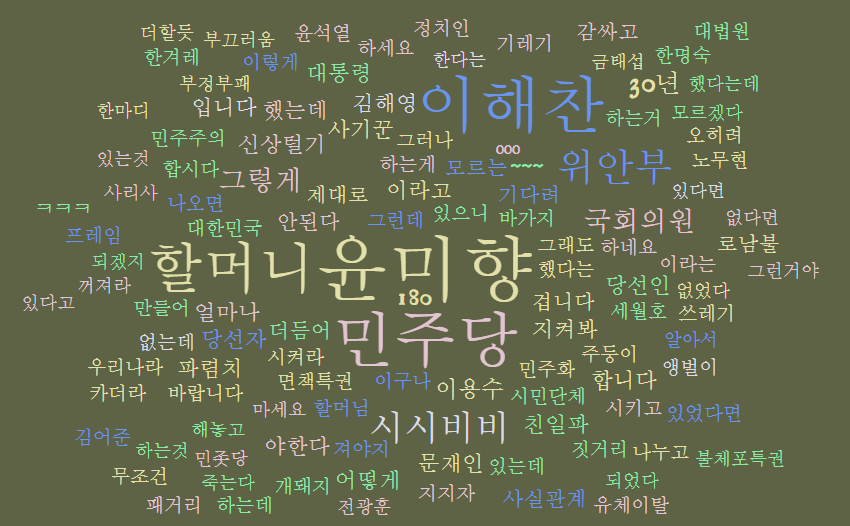 더할듯 부끄러움 윤석열 하세요 정치인 기레기 감싸고 대법원
한겨레 이렇게 대통령 한다는 금태섭 한명숙
부정부패 30년 했다는데
한마디 입니다 했는데 김해영 이해찬 하는거 모르겠다
민주주의 신상털기 사기꾼 그러나 ooo 오히려
있는것 합시다 그렇게 하는게 모르는 ~~~ 위안부 노무현
사리사 나오면 제대로 이라고 기다려 있다면
ㅋㅋㅋ 대한민국 안된다 그런데 있으니 바가지 국회의원 없다면
프레임 할머니 윤미향 그래도 하네요 로남불
되겠지 했다는 이라는 그런거야
꺼져라 180 당선인 없었다
있다고 만들어 얼마나 겁니다 세월호 쓰레기
없는데 당선자 더듬어 민주당 지켜봐 알아서
우리나라 파렴치 시켜라 주둥이 앵벌이
카더라 바랍니다 면책특권 이구나 이용수 민주화 합니다
마세요 할머님 시민단체 시키고 있었다면
김어준 해놓고 시시비비 친일파
하는것 민좃당 야한다 져야지 문재인 있는데 짓거리 나누고 불체포특권
무조건 죽는다 개돼지 어떻게 되었다
패거리 하는데 전광훈 지지자 사실관계 유체이탈